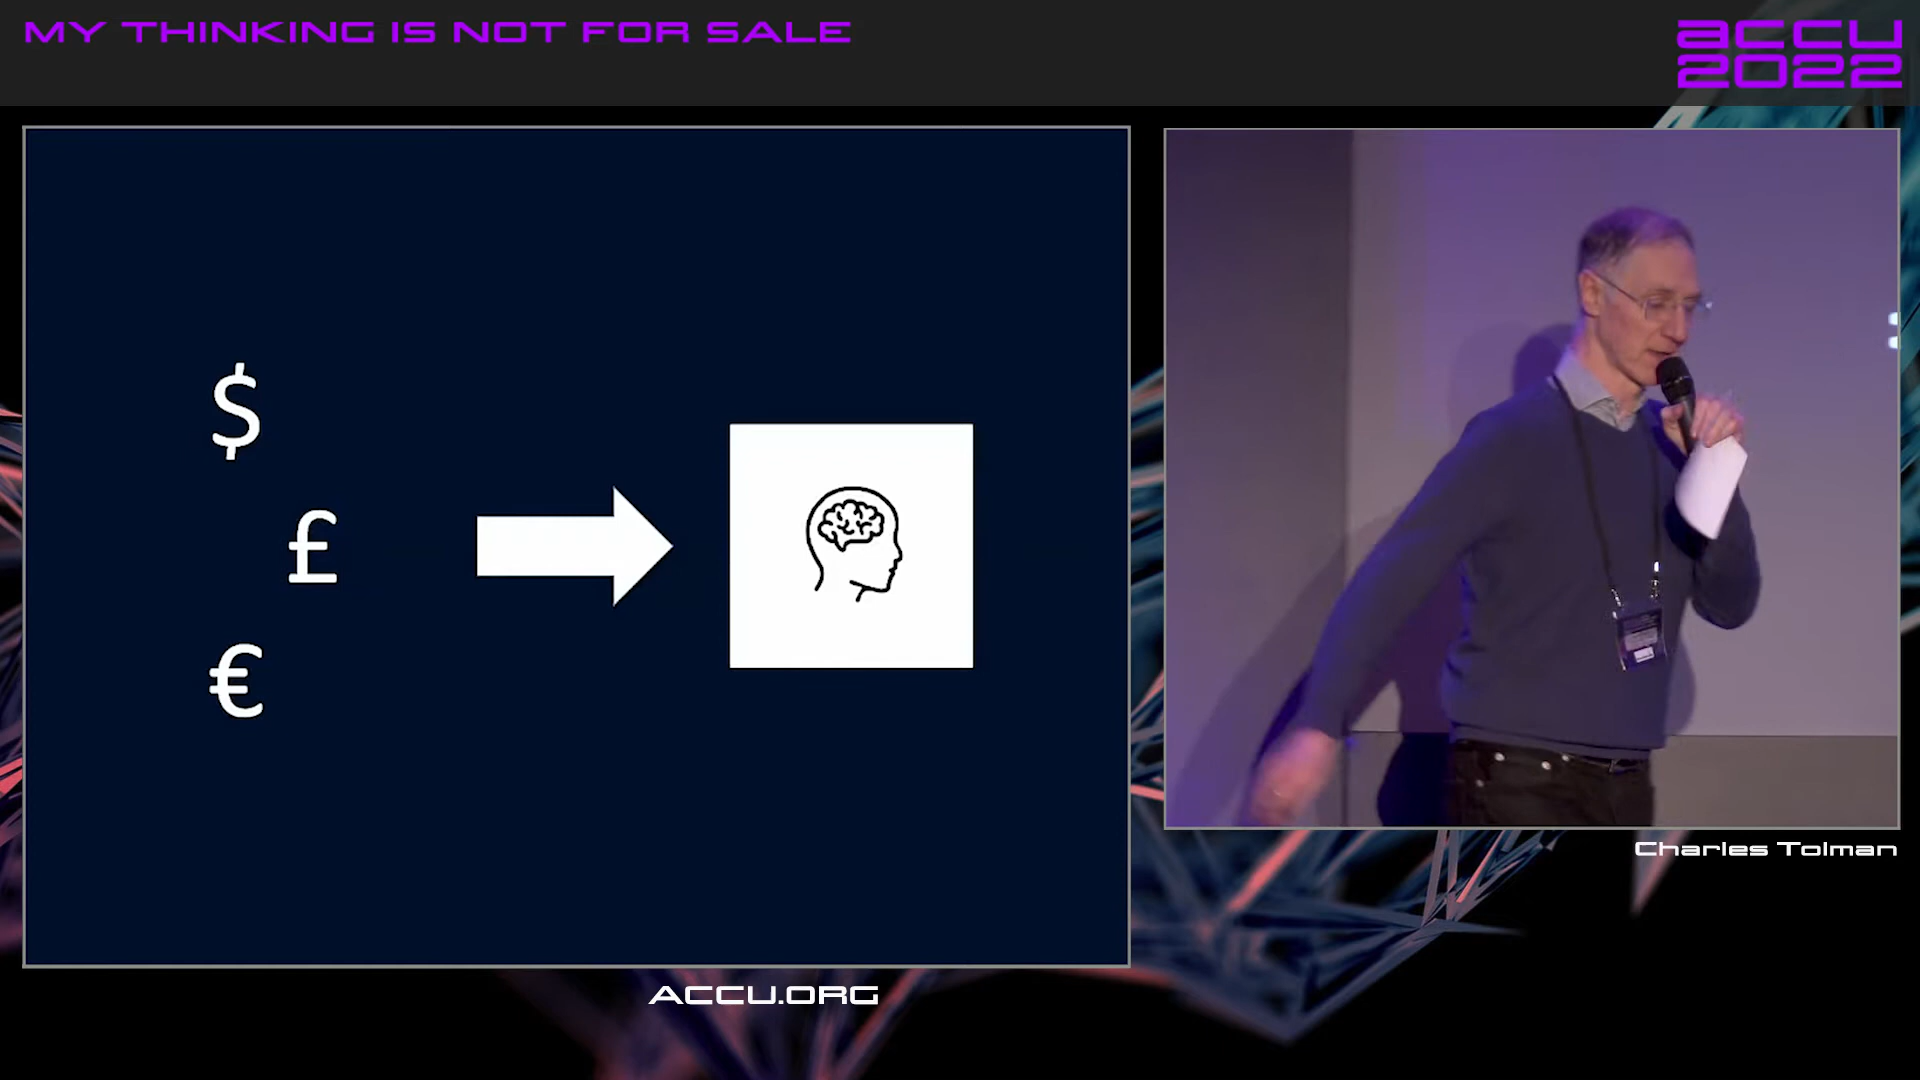 MY THINKING IS NOT FOR SALE
accu
2022
$
£
€
Charles Tolman
ACCU.ORG